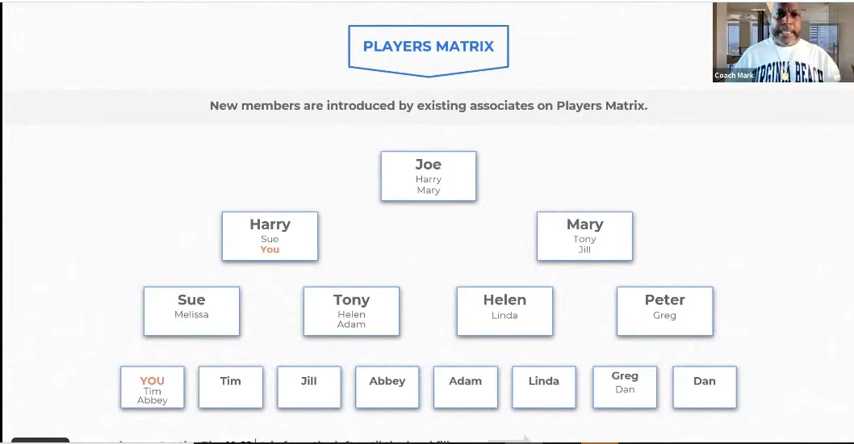 PLAYERS MATRIX
Coach Mark
VIRGINIA BEACH
New members are introduced by existing associates on Players Matrix.
Joe
Harry
Mary
Harry
Sue
You
Mary
Tony
Jill
Sue
Melissa
Tony
Helen
Adam
Helen
Linda
Peter
Greg
YOU
Tim
Abbey
Tim
Jill
Abbey
Adam
Linda
Greg
Dan
Dan